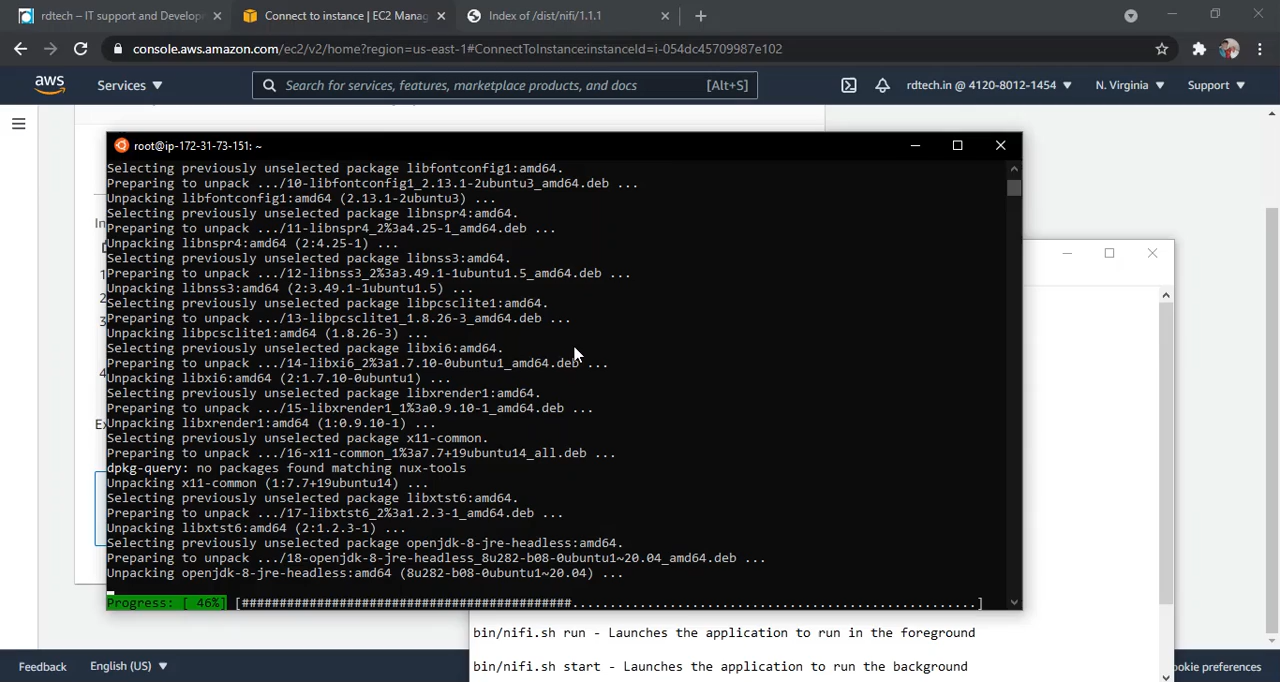 rdtech – IT support and Develop
Connect to instance | EC2 Manag
Index of /dist/nifi/1.1.1
console.aws.amazon.com/ec2/v2/home?region=us-east-1#ConnectToInstance:instanceId=i-054dc45709987e102
aws
Services
Search for services, features, marketplace products, and docs
[Alt+S]
rdtech.in @ 4120-8012-1454
N. Virginia
Support
root@ip-172-31-73-151: ~
Selecting previously unselected package libfontconfig1:amd64.
Preparing to unpack .../10-libfontconfig1_2.13.1-2ubuntu3_amd64.deb ...
Unpacking libfontconfig1:amd64 (2.13.1-2ubuntu3) ...
Selecting previously unselected package libnspr4:amd64.
Preparing to unpack .../11-libnspr4_2%3a4.25-1_amd64.deb ...
Unpacking libnspr4:amd64 (2:4.25-1) ...
Selecting previously unselected package libnss3:amd64.
Preparing to unpack .../12-libnss3_2%3a3.49.1-1ubuntu1.5_amd64.deb ...
Unpacking libnss3:amd64 (2:3.49.1-1ubuntu1.5) ...
Selecting previously unselected package libpcsclite1:amd64.
Preparing to unpack .../13-libpcsclite1_1.8.26-3_amd64.deb ...
Unpacking libpcsclite1:amd64 (1.8.26-3) ...
Selecting previously unselected package libxi6:amd64.
Preparing to unpack .../14-libxi6_2%3a1.7.10-0ubuntu1_amd64.deb ...
Unpacking libxi6:amd64 (2:1.7.10-0ubuntu1) ...
Selecting previously unselected package libxrender1:amd64.
Preparing to unpack .../15-libxrender1_1%3a0.9.10-1_amd64.deb ...
Unpacking libxrender1:amd64 (1:0.9.10-1) ...
Selecting previously unselected package x11-common.
Preparing to unpack .../16-x11-common_1%3a7.7+19ubuntu14_all.deb ...
dpkg-query: no packages found matching nux-tools
Unpacking x11-common (1:7.7+19ubuntu14) ...
Selecting previously unselected package libxtst6:amd64.
Preparing to unpack .../17-libxtst6_2%3a1.2.3-1_amd64.deb ...
Unpacking libxtst6:amd64 (2:1.2.3-1) ...
Selecting previously unselected package openjdk-8-jre-headless:amd64.
Preparing to unpack .../18-openjdk-8-jre-headless_8u282-b08-0ubuntu1~20.04_amd64.deb ...
Unpacking openjdk-8-jre-headless:amd64 (8u282-b08-0ubuntu1~20.04) ...
Progress: [ 46%]
bin/nifi.sh run - Launches the application to run in the foreground
bin/nifi.sh start - Launches the application to run the background
Feedback
English (US)
ookie preferences